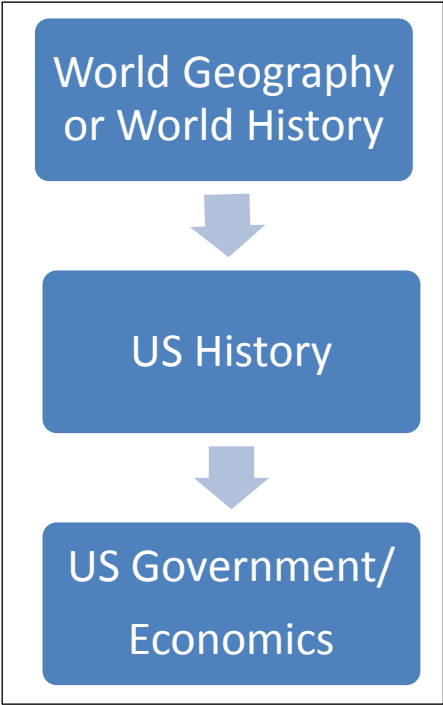 World Geography
or World History
US History
US Government/
Economics